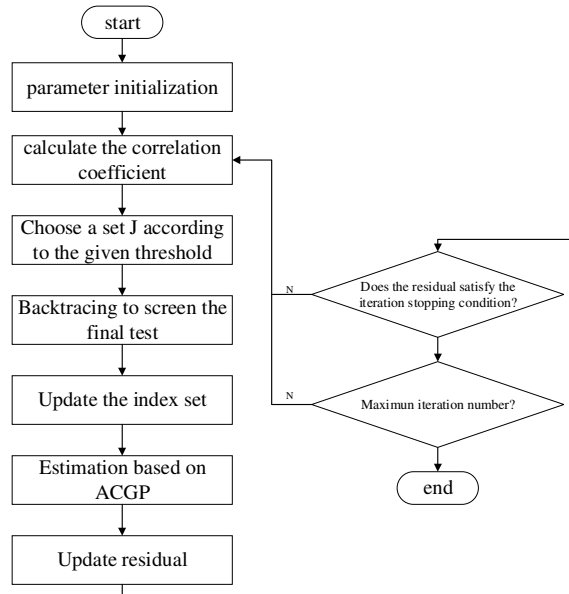 start
parameter initialization
calculate the correlation
coefficient
Choose a set J according
to the given threshold
Backtracing to screen the
final test
Update the index set
Estimation based on
ACGP
Update residual
Does the residual satisfy the
iteration stopping condition?
N
Maximun iteration number?
N
end